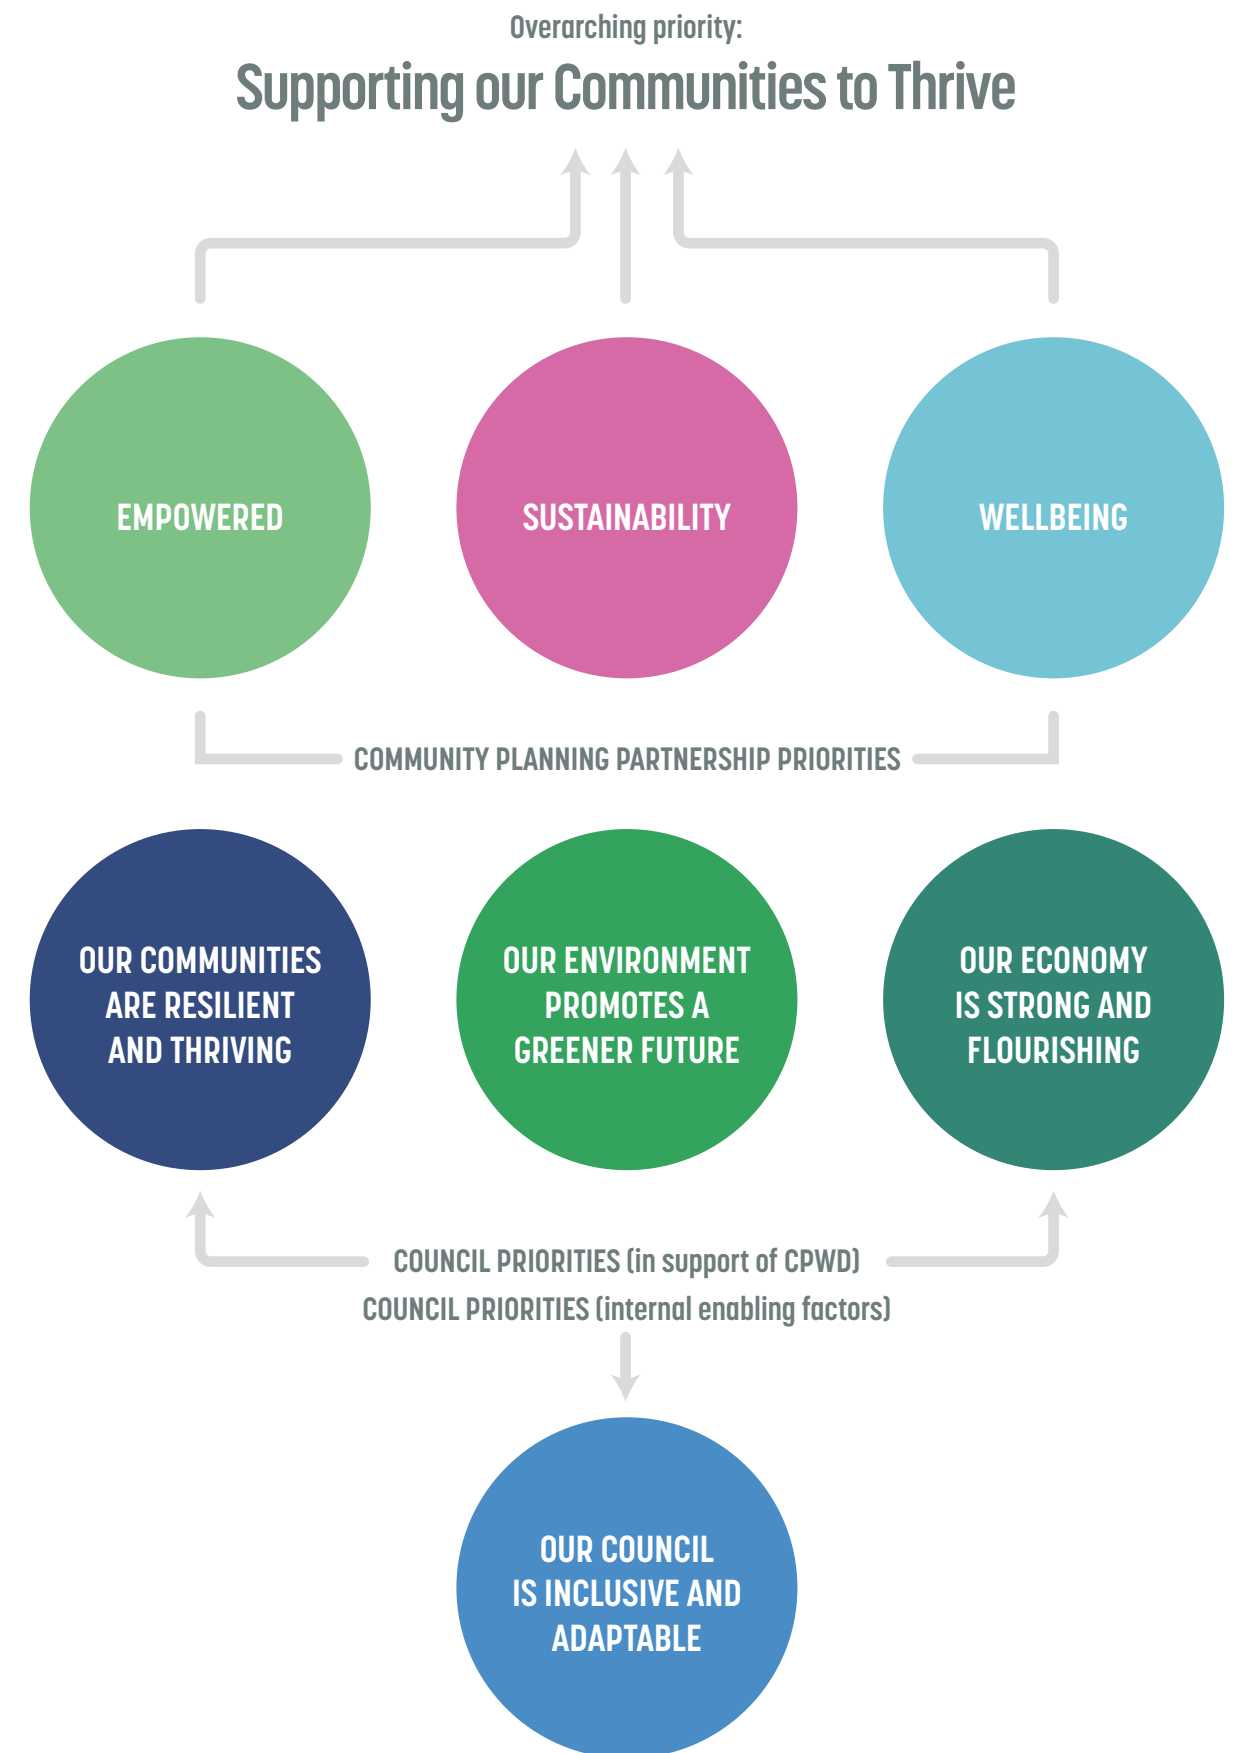 Overarching priority:
Supporting our Communities to Thrive
EMPOWERED
SUSTAINABILITY
WELLBEING
COMMUNITY PLANNING PARTNERSHIP PRIORITIES
OUR COMMUNITIES
ARE RESILIENT
AND THRIVING
OUR ENVIRONMENT
PROMOTES A
GREENER FUTURE
OUR ECONOMY
IS STRONG AND
FLOURISHING
COUNCIL PRIORITIES (in support of CPWD)
COUNCIL PRIORITIES (internal enabling factors)
OUR COUNCIL
IS INCLUSIVE AND
ADAPTABLE